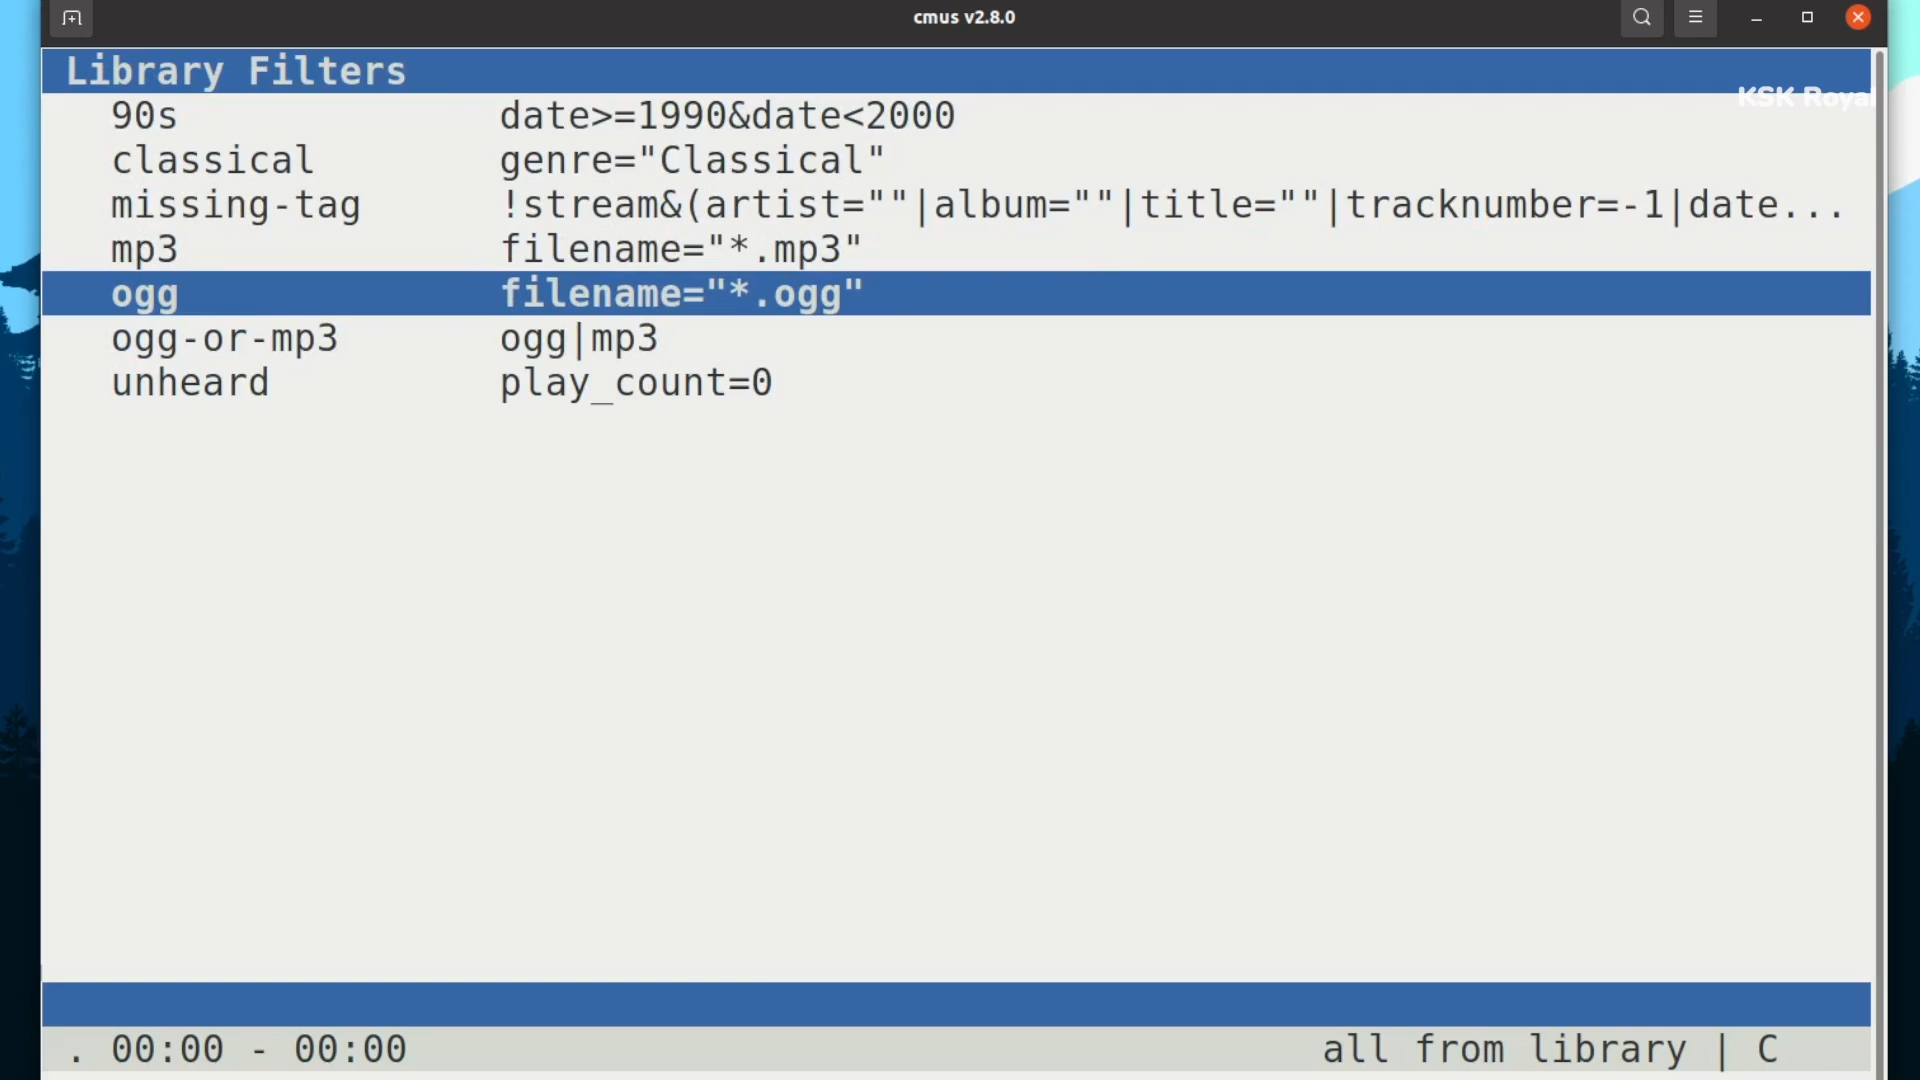 cmus v2.8.0
Library Filters
KSK Royal
90s date>=1990&date<2000
classical genre="Classical"
missing-tag !stream&(artist=""|album=""|title=""|tracknumber=-1|date...
mp3 filename="*.mp3"
ogg filename="*.ogg"
ogg-or-mp3 ogg|mp3
unheard play_count=0
. 00:00 - 00:00 all from library | C